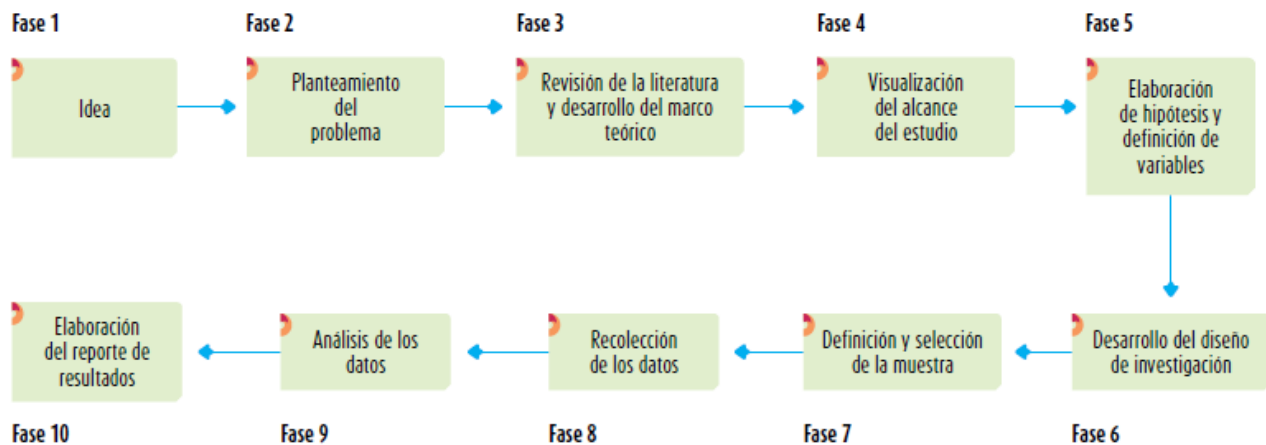 Fase 1
Idea
Fase 2
Planteamiento
del
problema
Fase 3
Revisión de la literatura
y desarrollo del marco
teórico
Fase 4
Visualización
del alcance
del estudio
Fase 5
Elaboración
de hipótesis y
definición de
variables
Desarrollo del diseño
de investigación
Fase 6
Definición y selección
de la muestra
Fase 7
Recolección
de los datos
Fase 8
Análisis de los
datos
Fase 9
Elaboración
del reporte de
resultados
Fase 10